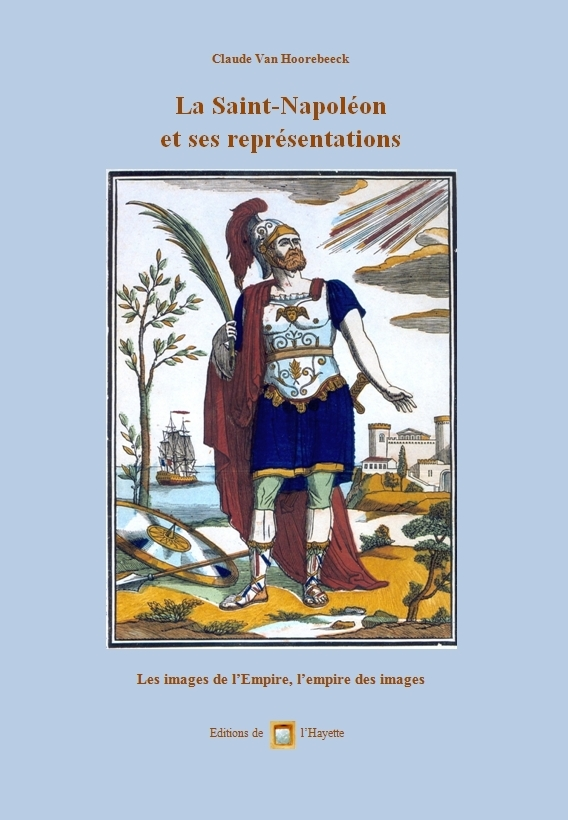 Claude Van Hoorebeeck
La Saint-Napoléon
et ses représentations
Les images de l’Empire, l’empire des images
Editions de l’Hayette